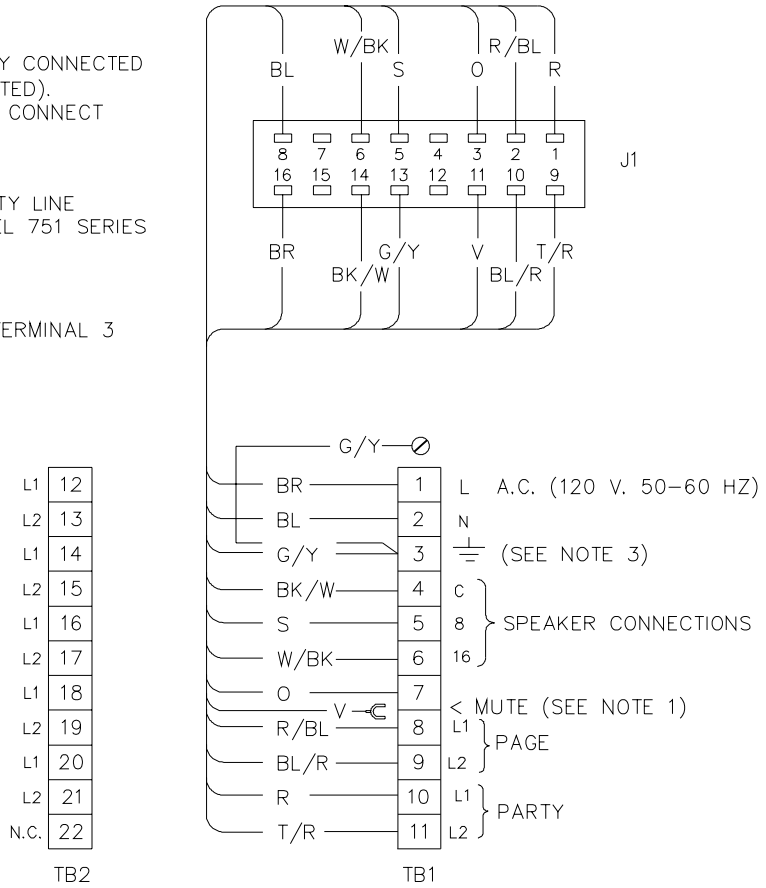 Y CONNECTED
TED).
CONNECT
TY LINE
EL 751 SERIES
TERMINAL 3
BL W/BK S O R/BL R
8 7 6 5 4 3 2 1
16 15 14 13 12 11 10 9
J1
BR BK/W G/Y V BL/R T/R
G/Y
L1 12
L2 13
L1 14
L2 15
L1 16
L2 17
L1 18
L2 19
L1 20
L2 21
N.C. 22
TB2
BR 1 L A.C. (120 V. 50-60 HZ)
BL 2 N
G/Y 3 (SEE NOTE 3)
BK/W 4 C
S 5 8 SPEAKER CONNECTIONS
W/BK 6 16
O 7
V < MUTE (SEE NOTE 1)
R/BL 8 L1
PAGE
BL/R 9 L2
R 10 L1
PARTY
T/R 11 L2
TB1